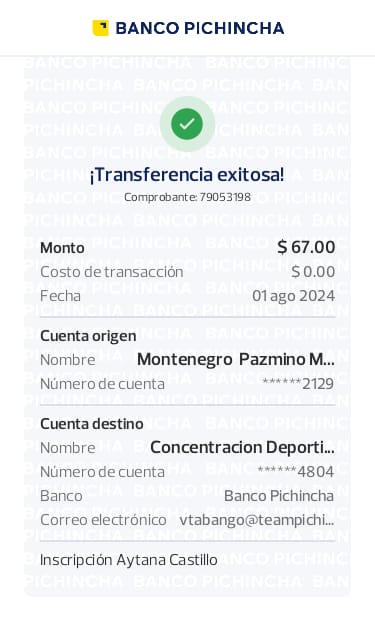 BANCO PICHINCHA
¡Transferencia exitosa!
Comprobante: 79053198
Monto $ 67.00
Costo de transacción $ 0.00
Fecha 01 ago 2024
Cuenta origen
Nombre Montenegro Pazmino M...
Número de cuenta ******2129
Cuenta destino
Nombre Concentracion Deporti...
Número de cuenta ******4804
Banco Banco Pichincha
Correo electrónico vtabango@teampichi...
Inscripción Aytana Castillo